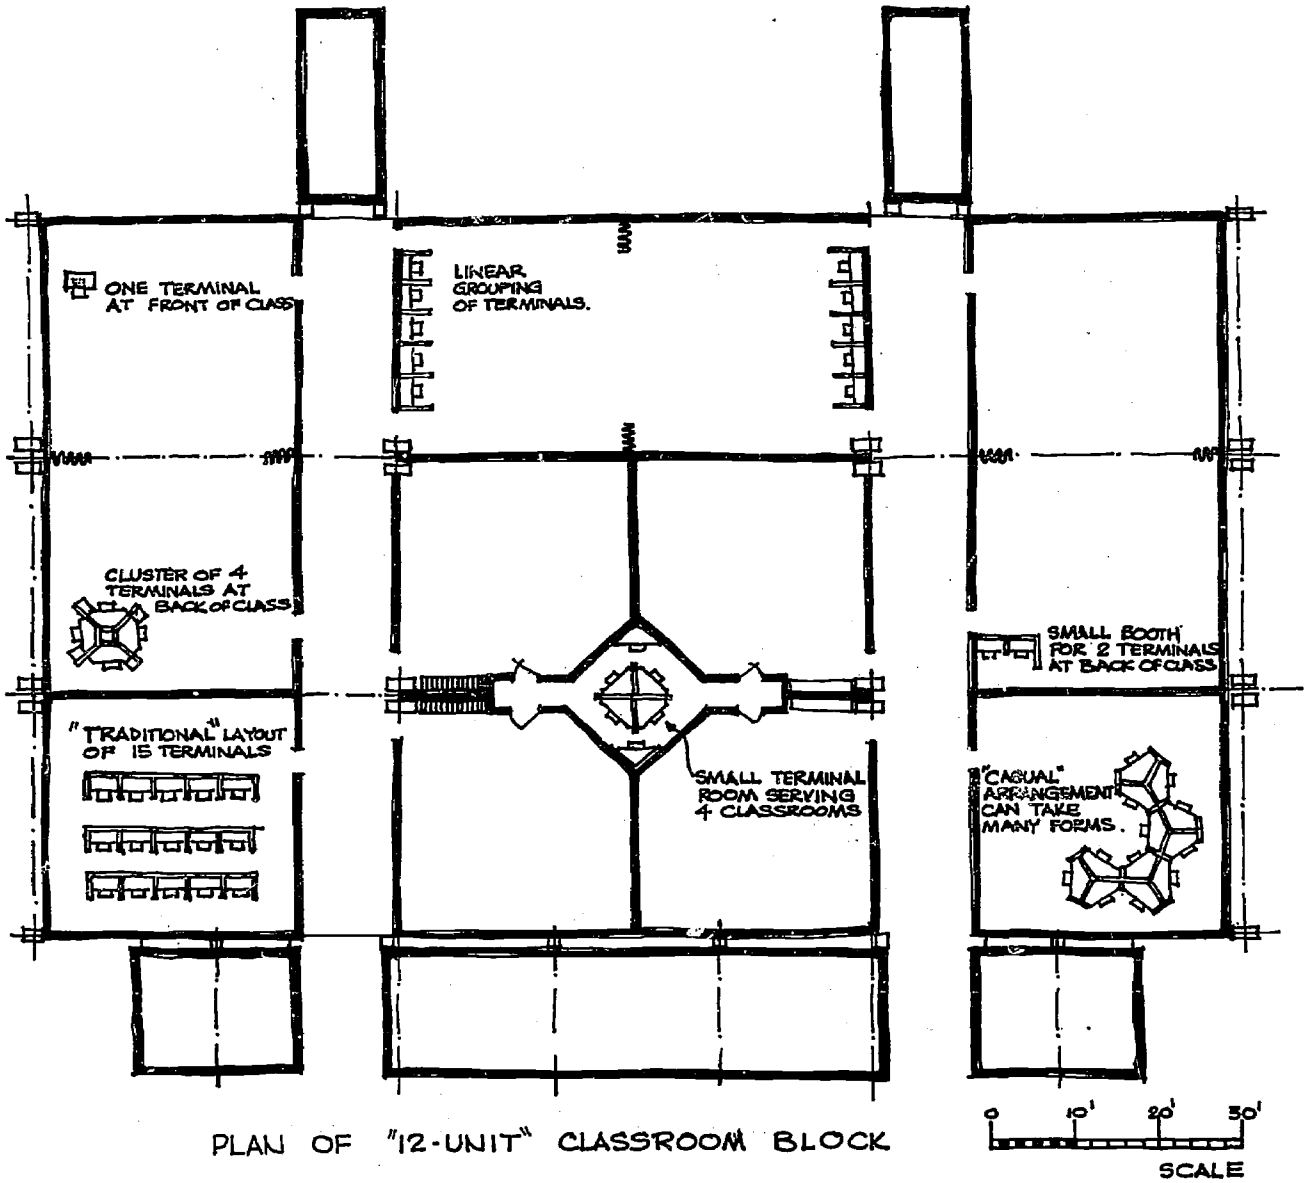 ONE TERMINAL
AT FRONT OF CLASS
LINEAR
GROUPING
OF TERMINALS.
CLUSTER OF 4
TERMINALS AT
BACK OF CLASS
SMALL BOOTH
FOR 2 TERMINALS
AT BACK OF CLASS
"TRADITIONAL" LAYOUT
OF 15 TERMINALS
SMALL TERMINAL
ROOM SERVING
4 CLASSROOMS
"CASUAL"
ARRANGEMENT
CAN TAKE
MANY FORMS.
PLAN OF "12-UNIT" CLASSROOM BLOCK
0 10' 20' 30'
SCALE